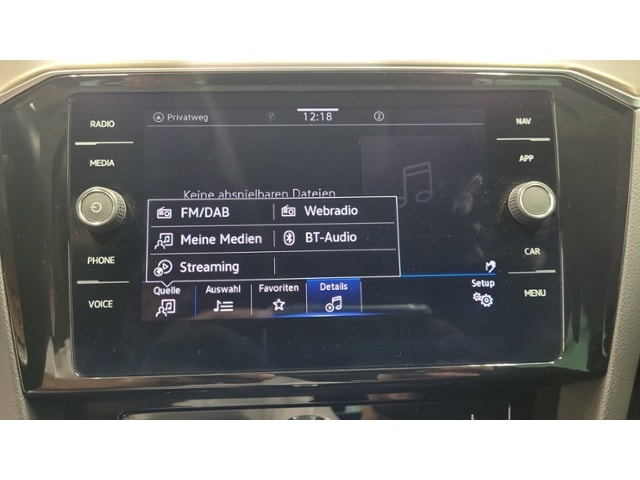 RADIO
MEDIA
PHONE
VOICE
Privatweg
12:18
Keine abspielbaren Dateien
FM/DAB
Webradio
Meine Medien
BT-Audio
Streaming
Quelle
Auswahl
Favoriten
Details
Setup
NAV
APP
CAR
MENU